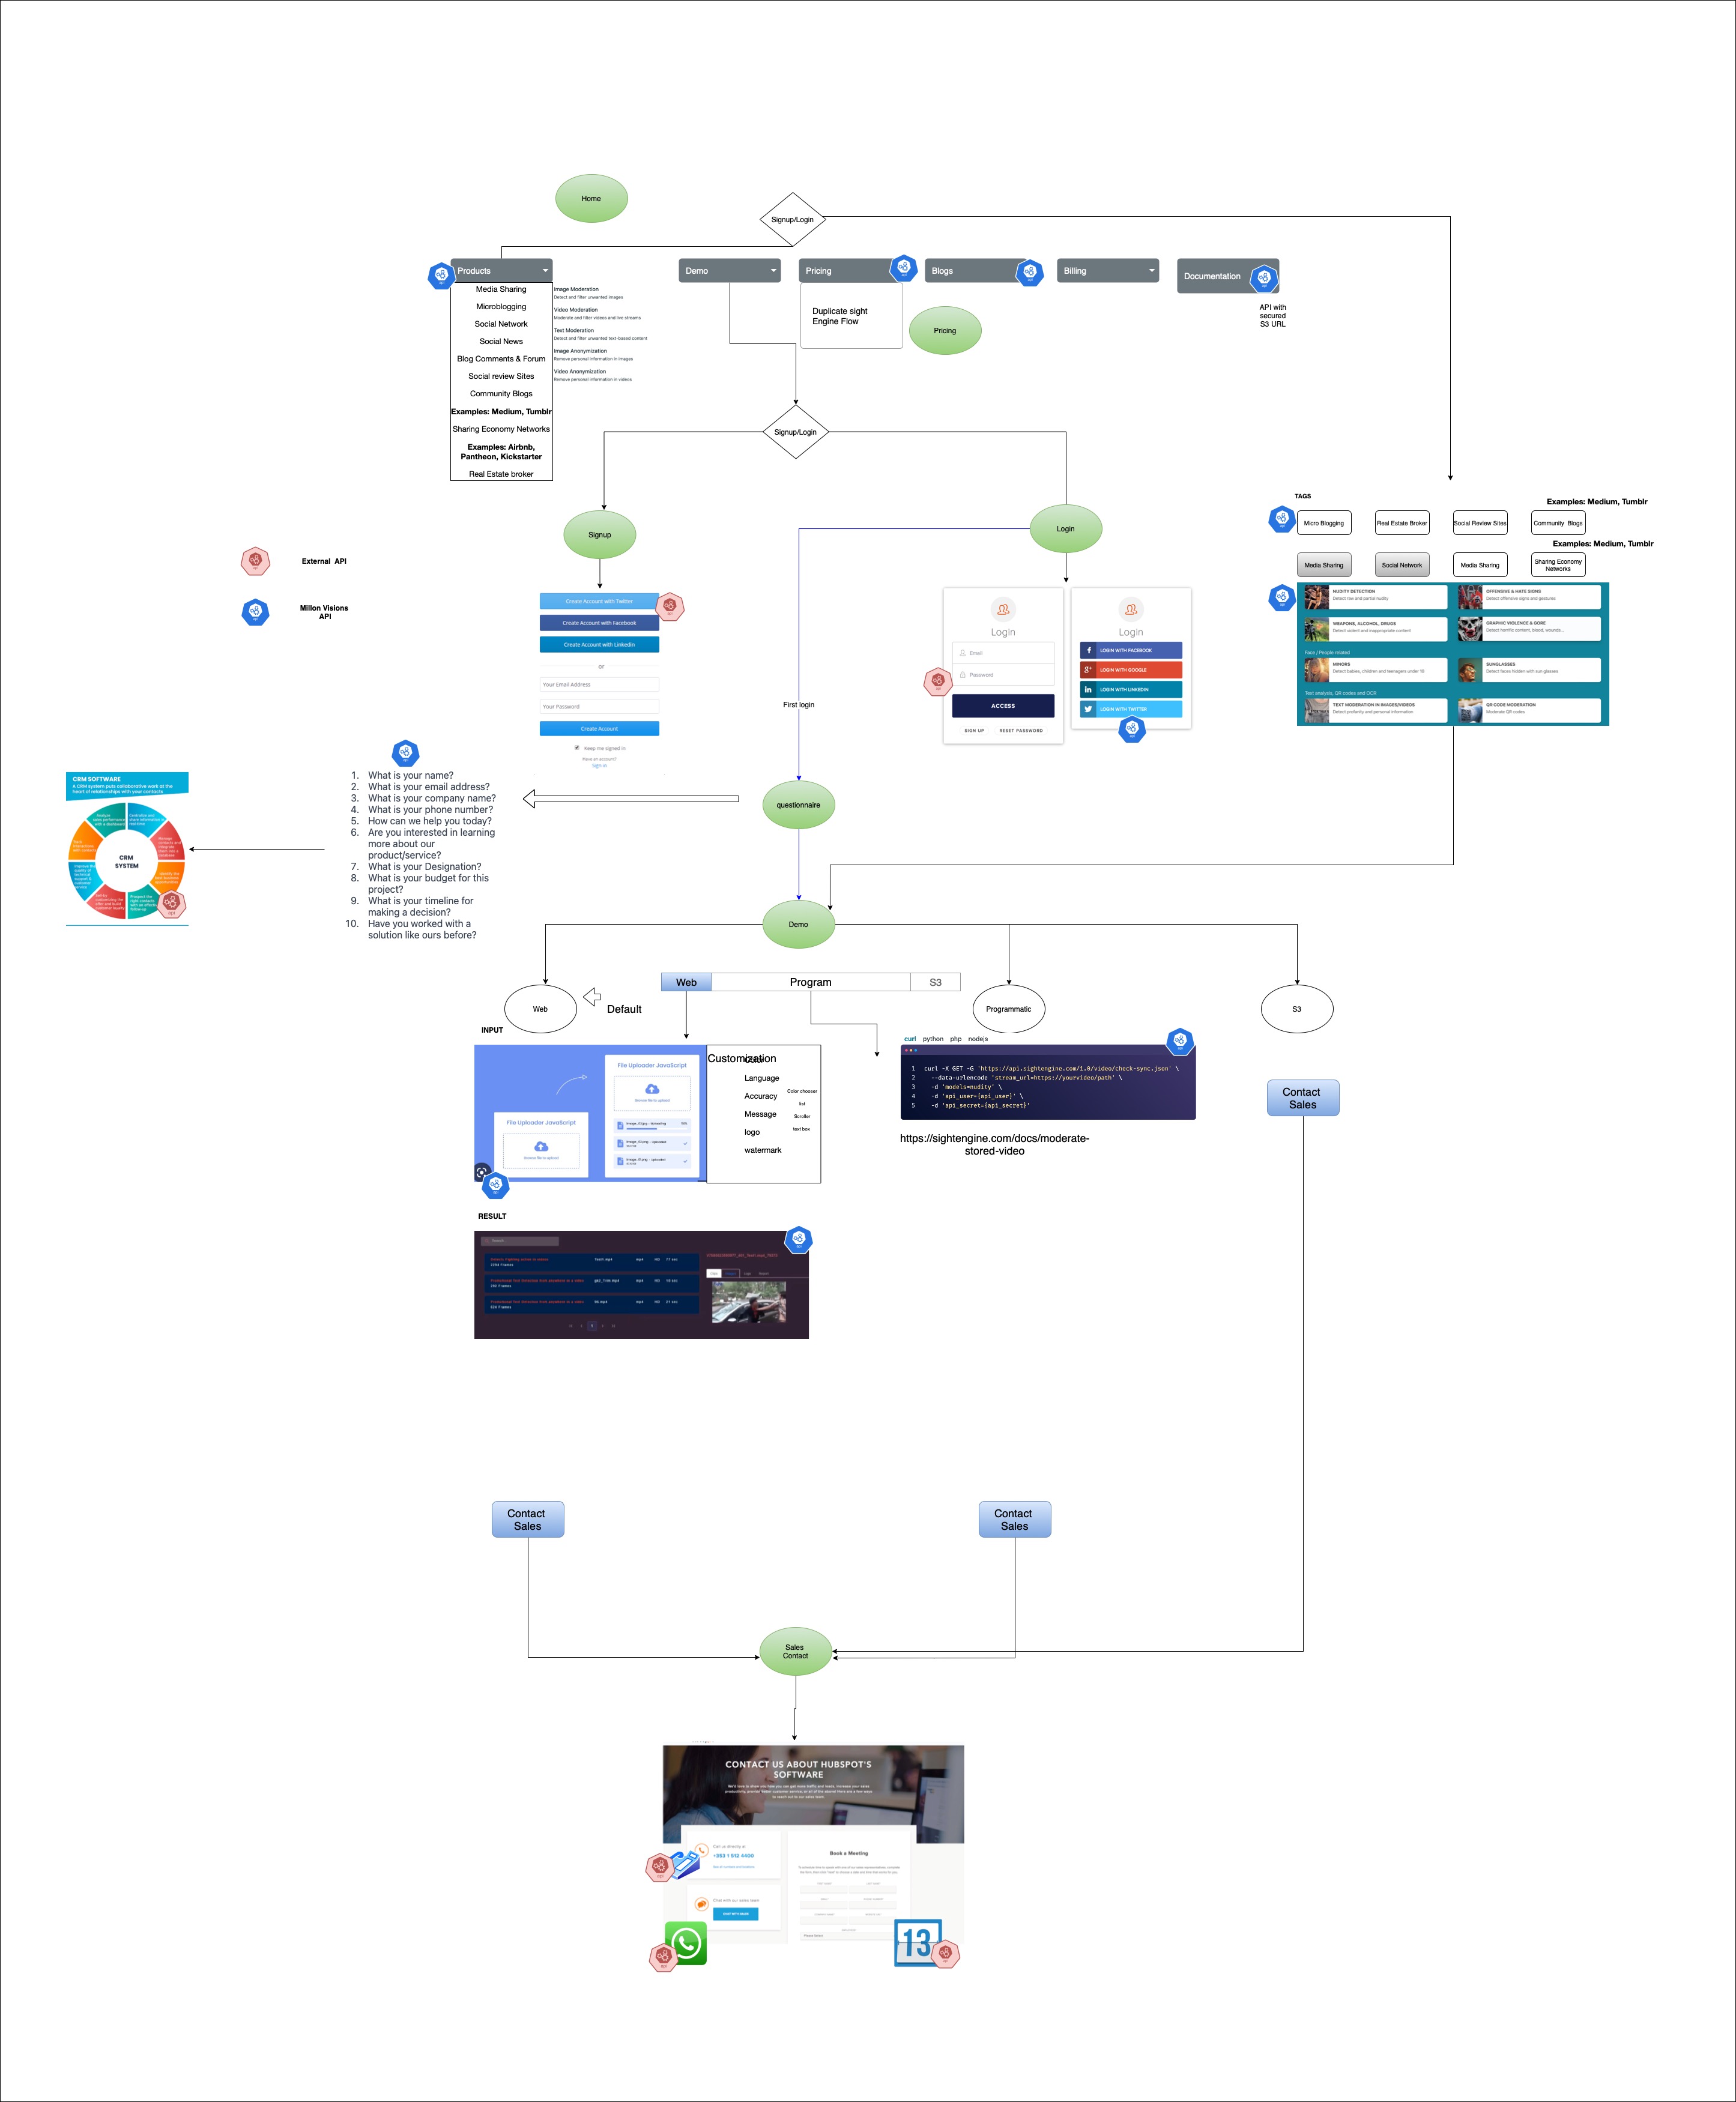 Home
Signup/Login
Products
Demo
Pricing
Blogs
Billing
Documentation
Media Sharing
Microblogging
Social Network
Social News
Blog Comments & Forum
Social review Sites
Community Blogs
Examples: Medium, Tumblr
Sharing Economy Networks
Examples: Airbnb,
Pantheon, Kickstarter
Real Estate broker
Image Moderation
Detect and filter unwanted images
Video Moderation
Moderate and filter videos and live streams
Text Moderation
Detect and filter unwanted text-based content
Image Anonymization
Remove personal information in images
Video Anonymization
Remove personal information in videos
Duplicate sight
Engine Flow
Pricing
API with
secured
S3 URL
Signup/Login
Signup
Login
TAGS
Examples: Medium, Tumblr
Micro Blogging
Real Estate Broker
Social Review Sites
Community Blogs
Examples: Medium, Tumblr
Media Sharing
Social Network
Media Sharing
Sharing Economy
Networks
NUDITY DETECTION
Detect raw and partial nudity
OFFENSIVE & HATE SIGNS
Detect offensive signs and gestures
WEAPONS, ALCOHOL, DRUGS
Detect violent and inappropriate content
GRAPHIC VIOLENCE & GORE
Detect horrific content, blood, wounds...
Face / People related
MINORS
Detect babies, children and teenagers under 18
SUNGLASSES
Detect faces hidden with sun glasses
Text analysis, QR codes and OCR
TEXT MODERATION IN IMAGES/VIDEOS
Detect profanity and personal information
QR CODE MODERATION
Moderate QR codes
External API
Millon Visions
API
Create Account with Twitter
Create Account with Facebook
Create Account with LinkedIn
or
Your Email Address
Your Password
Create Account
Keep me signed in
Have an account?
Sign in
Login
Email
Password
ACCESS
SIGN UP
RESET PASSWORD
Login
LOGIN WITH FACEBOOK
LOGIN WITH GOOGLE
LOGIN WITH LINKEDIN
LOGIN WITH TWITTER
First login
questionnaire
1. What is your name?
2. What is your email address?
3. What is your company name?
4. What is your phone number?
5. How can we help you today?
6. Are you interested in learning
more about our
product/service?
7. What is your Designation?
8. What is your budget for this
project?
9. What is your timeline for
making a decision?
10. Have you worked with a
solution like ours before?
CRM SOFTWARE
A CRM system puts collaborative work at the
heart of relationships with your contacts
CRM
SYSTEM
Demo
Web
Default
Web
Program
S3
Programmatic
S3
INPUT
File Uploader JavaScript
Browse file to upload
File Uploader JavaScript
Browse file to upload
Customization
Language
Accuracy
Message
logo
watermark
Color chooser
list
Scroller
text box
curl python php nodejs
1 curl -X GET -G 'https://api.sightengine.com/1.0/video/check-sync.json' \
2 --data-urlencode 'stream_url=https://yourvideo/path' \
3 -d 'models=nudity' \
4 -d 'api_user={api_user}' \
5 -d 'api_secret={api_secret}'
https://sightengine.com/docs/moderate-
stored-video
Contact
Sales
RESULT
Search
Contact
Sales
Contact
Sales
Sales
Contact
CONTACT US ABOUT HUBSPOT'S
SOFTWARE
Call us directly at
+353 1 512 4400
Chat with our sales team
Book a Meeting
13